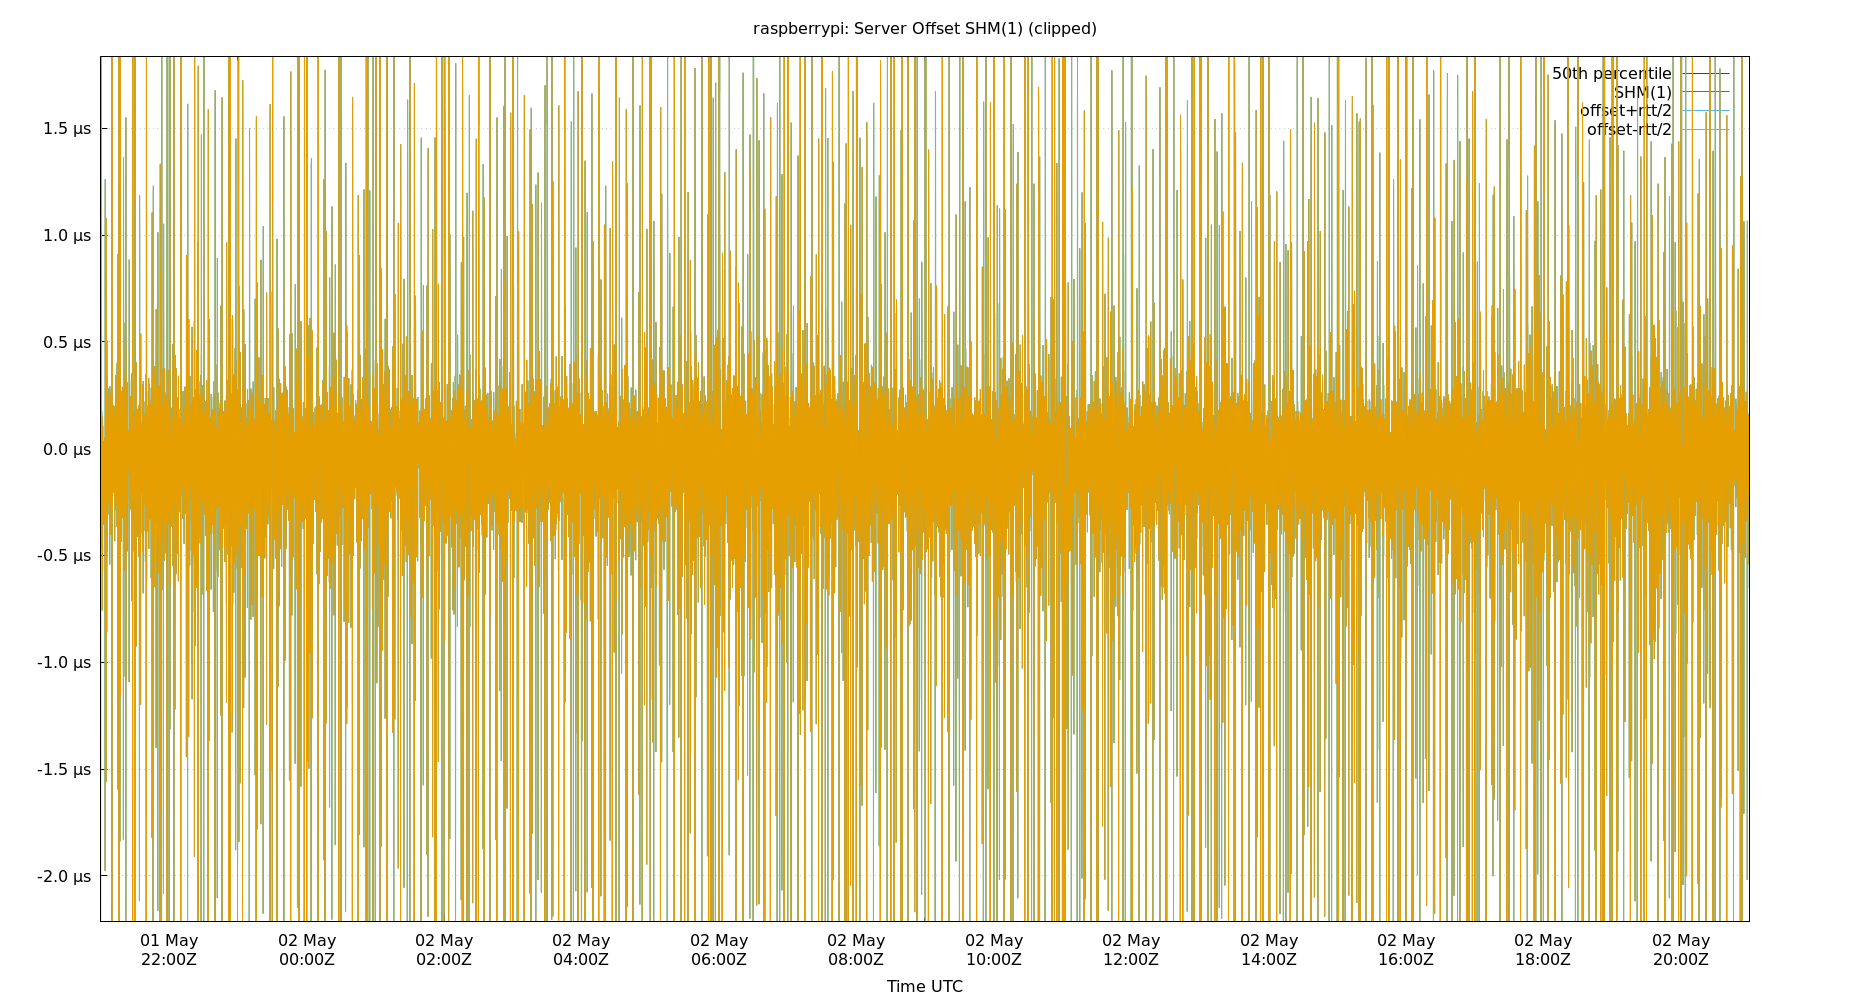 raspberrypi: Server Offset SHM(1) (clipped)
50th percentile
SHM(1)
offset+rtt/2
offset-rtt/2
1.5 µs
1.0 µs
0.5 µs
0.0 µs
-0.5 µs
-1.0 µs
-1.5 µs
-2.0 µs
01 May 02 May 02 May 02 May 02 May 02 May 02 May 02 May 02 May 02 May 02 May 02 May
22:00Z 00:00Z 02:00Z 04:00Z 06:00Z 08:00Z 10:00Z 12:00Z 14:00Z 16:00Z 18:00Z 20:00Z
Time UTC